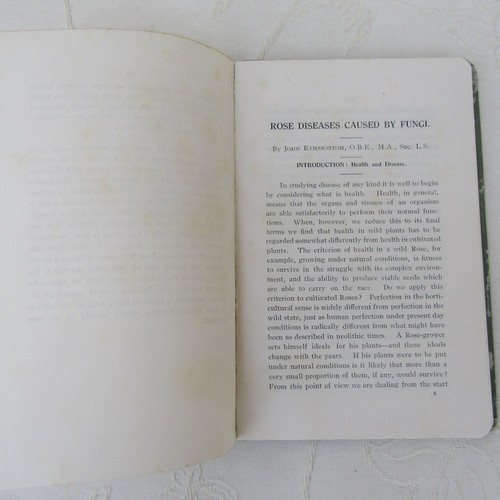 ROSE DISEASES CAUSED BY FUNGI.
By John Ramsbottom, O.B.E., M.A., Sec. L.S.
INTRODUCTION: Health and Disease.
In studying disease of any kind it is well to begin
by considering what is health. Health, in general,
means that the organs and tissues of an organism
are able satisfactorily to perform their normal func-
tions. When, however, we reduce this to its final
terms we find that health in wild plants has to be
regarded somewhat differently from health in cultivated
plants. The criterion of health in a wild Rose, for
example, growing under natural conditions, is fitness
to survive in the struggle with its complex environ-
ment, and the ability to produce viable seeds which
are able to carry on the race. Do we apply this
criterion to cultivated Roses? Perfection in the horti-
cultural sense is widely different from perfection in the
wild state, just as human perfection under present day
conditions is radically different from what might have
been so described in neolithic times. A Rose-grower
sets himself ideals for his plants—and these ideals
change with the years. If his plants were to be put
under natural conditions is it likely that more than a
very small proportion of them, if any, would survive?
From this point of view we are dealing from the start